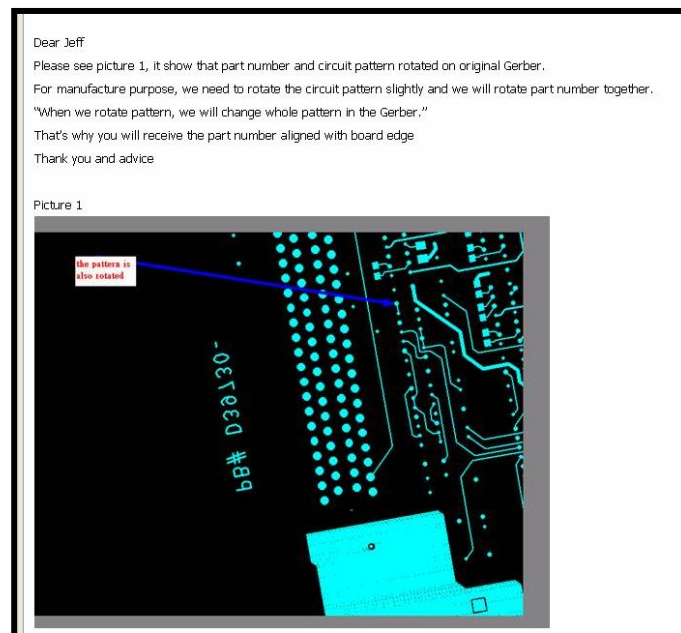 Dear Jeff
Please see picture 1, it show that part number and circuit pattern rotated on original Gerber.
For manufacture purpose, we need to rotate the circuit pattern slightly and we will rotate part number together.
“When we rotate pattern, we will change whole pattern in the Gerber.”
That's why you will receive the part number aligned with board edge
Thank you and advice
Picture 1
the pattern is
also rotated